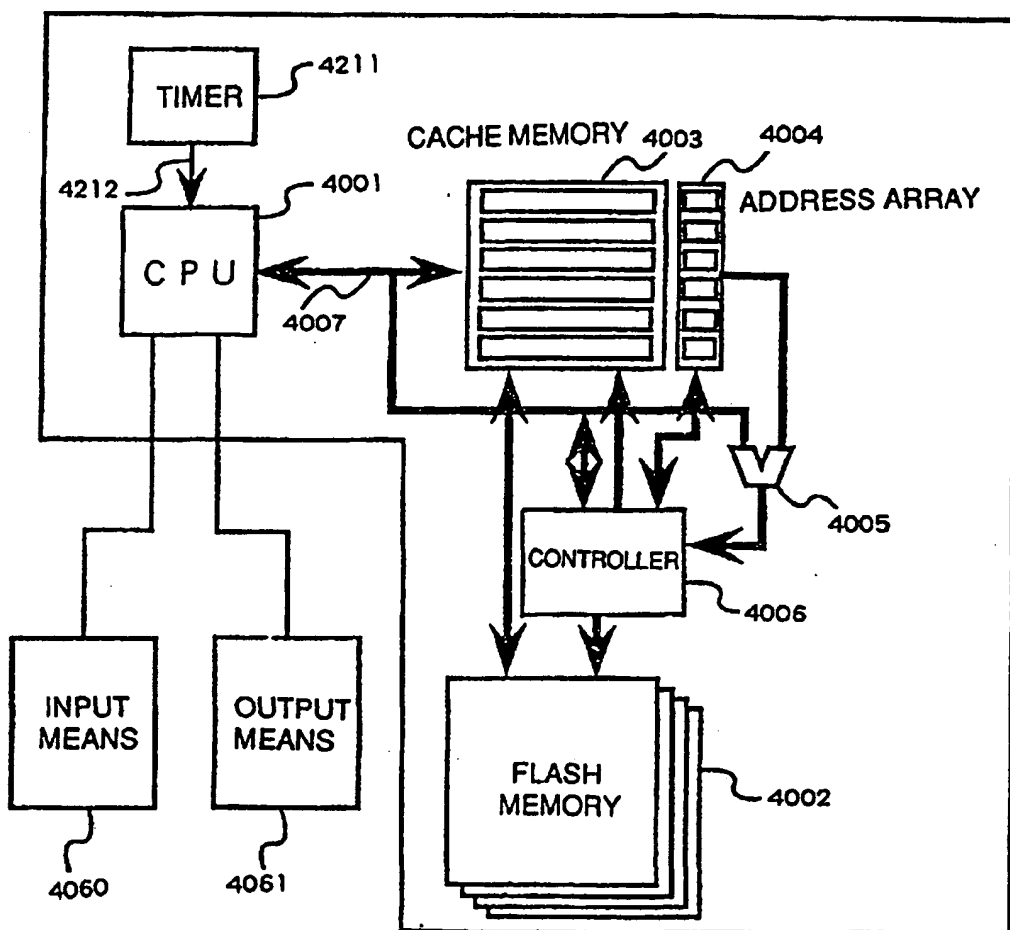 TIMER
4211
4212
4001
CPU
4007
CACHE MEMORY
4003
4004
ADDRESS ARRAY
4005
CONTROLLER
4006
INPUT
MEANS
OUTPUT
MEANS
FLASH
MEMORY
4002
4060
4061